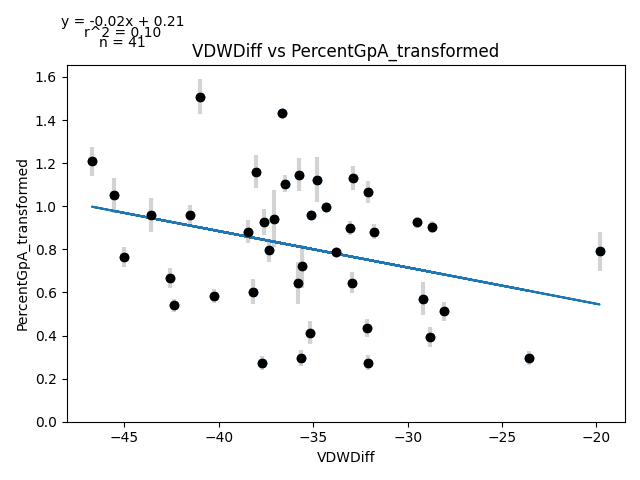 y = -0.02x + 0.21
r^2 = 0.10
n = 41
VDWDiff vs PercentGpA_transformed
1.6
1.4
1.2
1.0
0.8
0.6
0.4
0.2
0.0
PercentGpA_transformed
−45
−40
−35
−30
−25
−20
VDWDiff